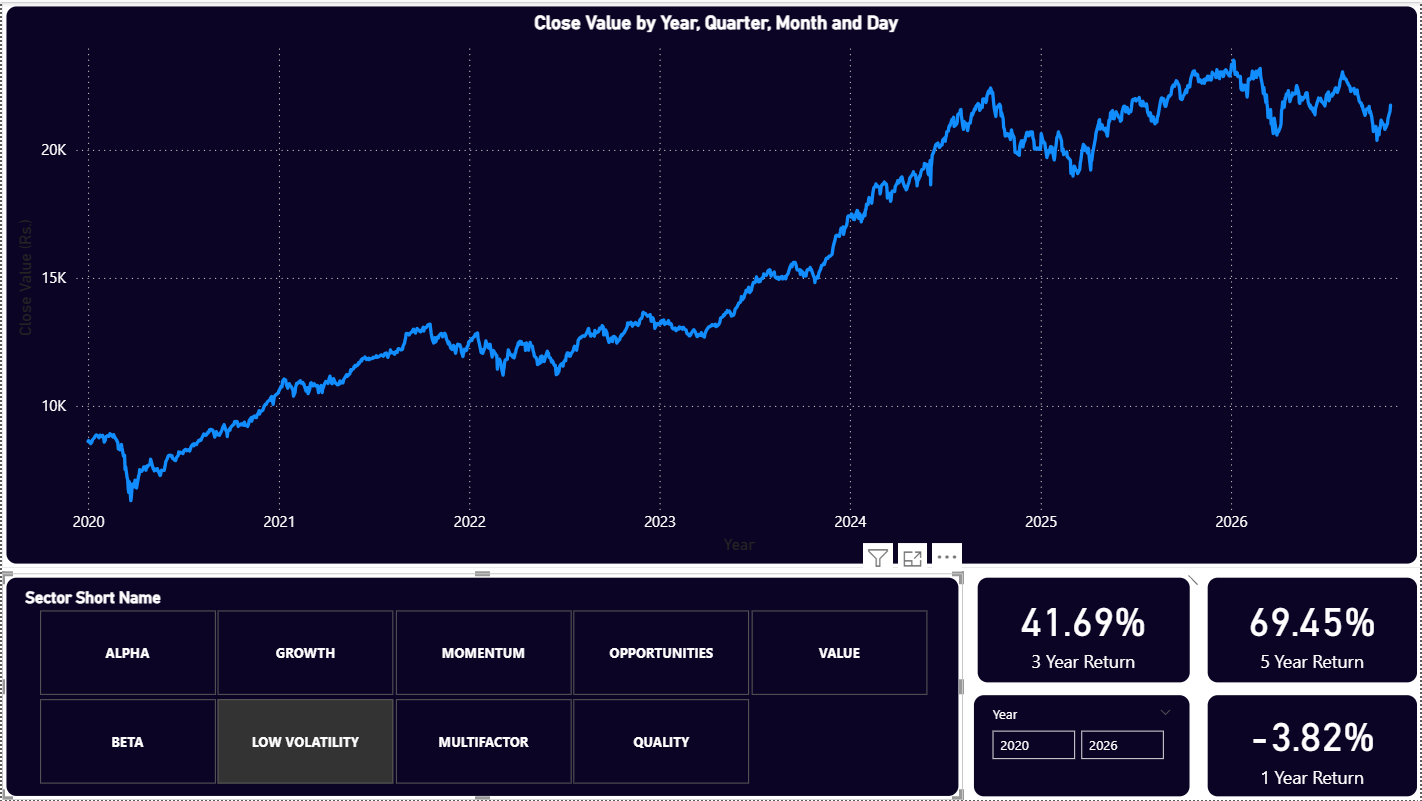 Close Value by Year, Quarter, Month and Day
Close Value (Rs.)
20K
15K
10K
2020 2021 2022 2023 2024 2025 2026
Year
Sector Short Name
ALPHA GROWTH MOMENTUM OPPORTUNITIES VALUE
BETA LOW VOLATILITY MULTIFACTOR QUALITY
41.69%
3 Year Return
69.45%
5 Year Return
Year
2020 2026
-3.82%
1 Year Return